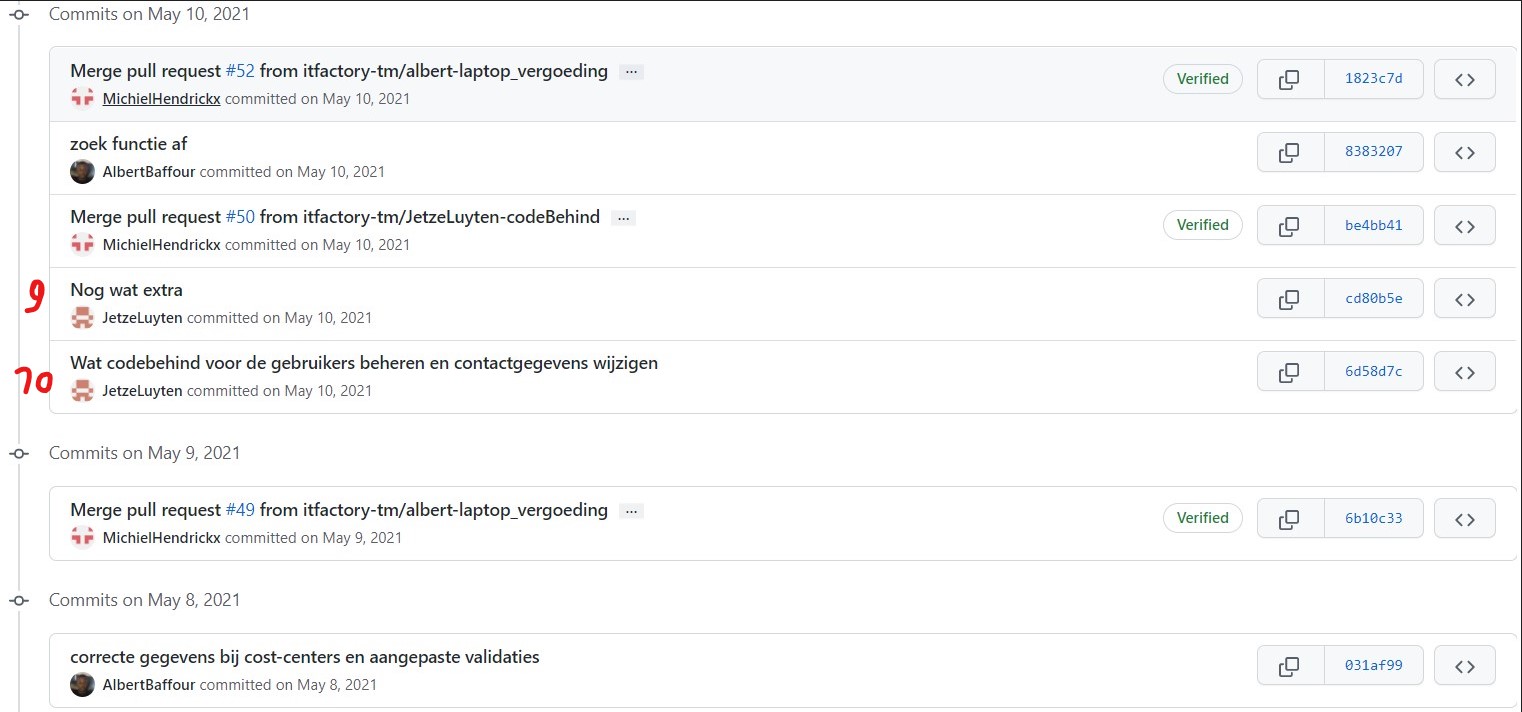 Commits on May 10, 2021
Merge pull request #52 from itfactory-tm/albert-laptop_vergoeding ...
MichielHendrickx committed on May 10, 2021
Verified
1823c7d
zoek functie af
AlbertBaffour committed on May 10, 2021
8383207
Merge pull request #50 from itfactory-tm/JetzeLuyten-codeBehind ...
MichielHendrickx committed on May 10, 2021
Verified
be4bb41
9
Nog wat extra
JetzeLuyten committed on May 10, 2021
cd80b5e
10
Wat codebehind voor de gebruikers beheren en contactgegevens wijzigen
JetzeLuyten committed on May 10, 2021
6d58d7c
Commits on May 9, 2021
Merge pull request #49 from itfactory-tm/albert-laptop_vergoeding ...
MichielHendrickx committed on May 9, 2021
Verified
6b10c33
Commits on May 8, 2021
correcte gegevens bij cost-centers en aangepaste validaties
AlbertBaffour committed on May 8, 2021
031af99